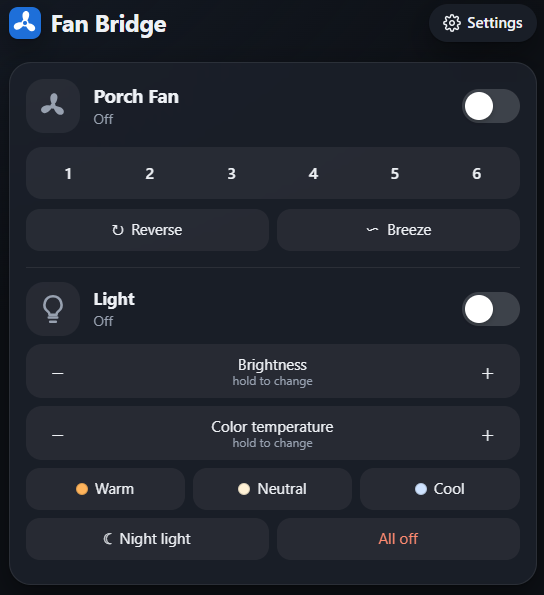 Fan Bridge
Settings
Porch Fan
Off
1 2 3 4 5 6
↻ Reverse
Breeze
Light
Off
− Brightness +
hold to change
− Color temperature +
hold to change
Warm
Neutral
Cool
☾ Night light
All off